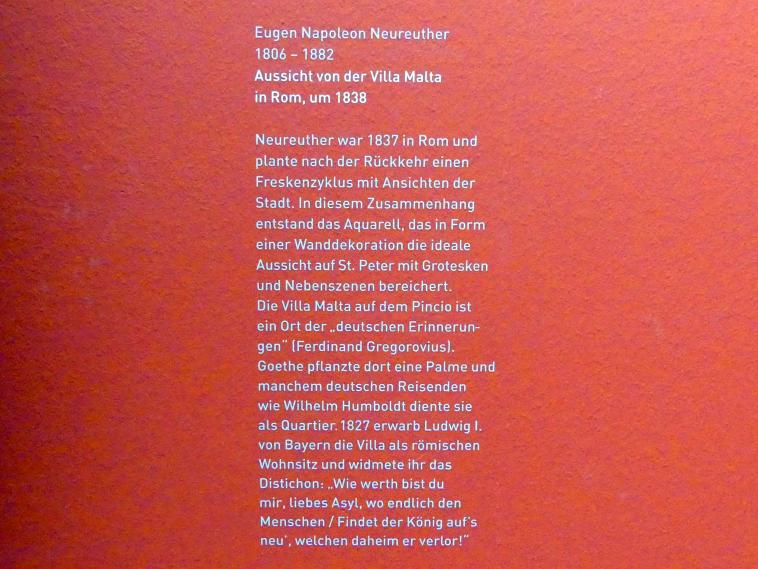 Eugen Napoleon Neureuther
1806 – 1882
Aussicht von der Villa Malta
in Rom, um 1838
Neureuther war 1837 in Rom und
plante nach der Rückkehr einen
Freskenzyklus mit Ansichten der
Stadt. In diesem Zusammenhang
entstand das Aquarell, das in Form
einer Wanddekoration die ideale
Aussicht auf St. Peter mit Grotesken
und Nebenszenen bereichert.
Die Villa Malta auf dem Pincio ist
ein Ort der „deutschen Erinnerun-
gen“ (Ferdinand Gregorovius).
Goethe pflanzte dort eine Palme und
manchem deutschen Reisenden
wie Wilhelm Humboldt diente sie
als Quartier. 1827 erwarb Ludwig I.
von Bayern die Villa als römischen
Wohnsitz und widmete ihr das
Distichon: „Wie werth bist du
mir, liebes Asyl, wo endlich den
Menschen / Findet der König auf's
neu', welchen daheim er verlor!“